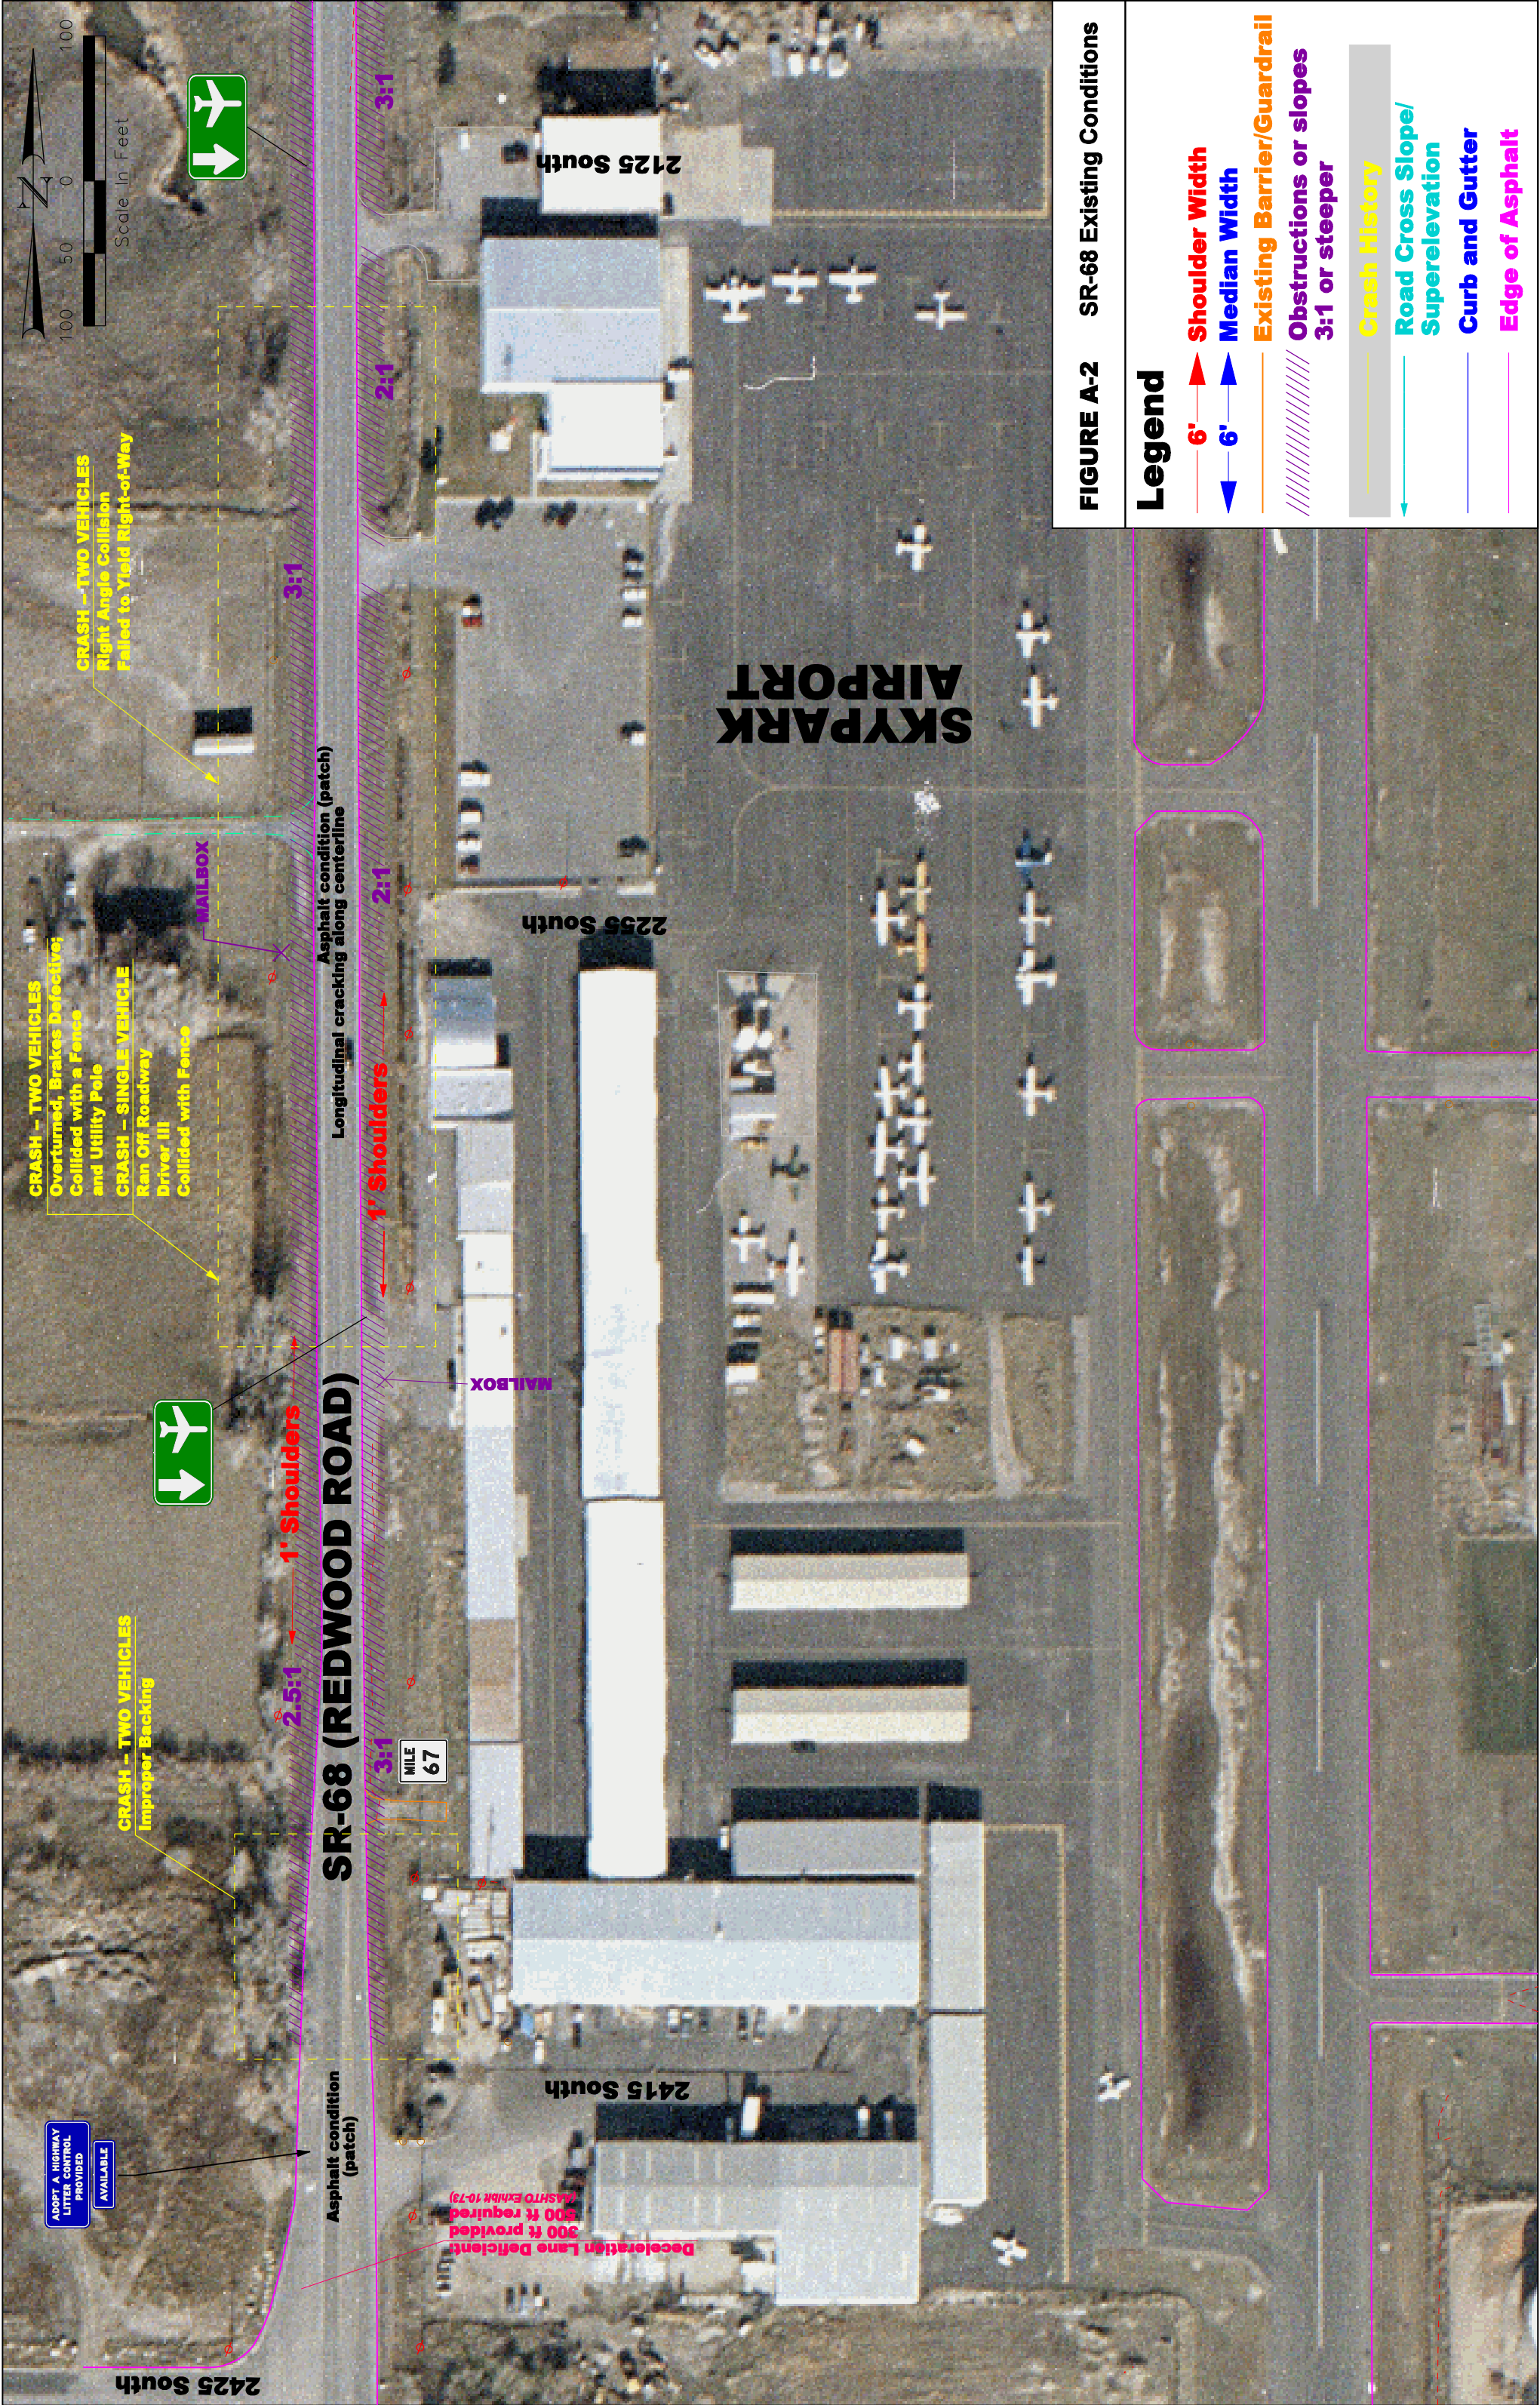 100
50
0
100
Scale In Feet
N
CRASH – TWO VEHICLES
Right Angle Collision
Failed to Yield Right-of-Way
CRASH – TWO VEHICLES
Overturned, Brakes Defective;
Collided with a Fence
and Utility Pole
CRASH – SINGLE VEHICLE
Ran Off Roadway
Driver Ill
Collided with Fence
CRASH – TWO VEHICLES
Improper Backing
ADOPT A HIGHWAY
LITTER CONTROL
PROVIDED
AVAILABLE
MAILBOX
3:1
3:1
2:1
2:1
2.5:1
3:1
1' Shoulders
1' Shoulders
Asphalt condition (patch)
Longitudinal cracking along centerline
SR-68 (REDWOOD ROAD)
Asphalt condition
(patch)
MAILBOX
MILE
67
2125 South
2255 South
2415 South
2425 South
SKYPARK
AIRPORT
Deceleration Lane Deficient:
300 ft provided
ft required
(AASHTO Exhibit 10-73)
FIGURE A-2
SR-68 Existing Conditions
Legend
6' Shoulder Width
6' Median Width
Existing Barrier/Guardrail
Obstructions or slopes
3:1 or steeper
Crash History
Road Cross Slope/
Superelevation
Curb and Gutter
Edge of Asphalt